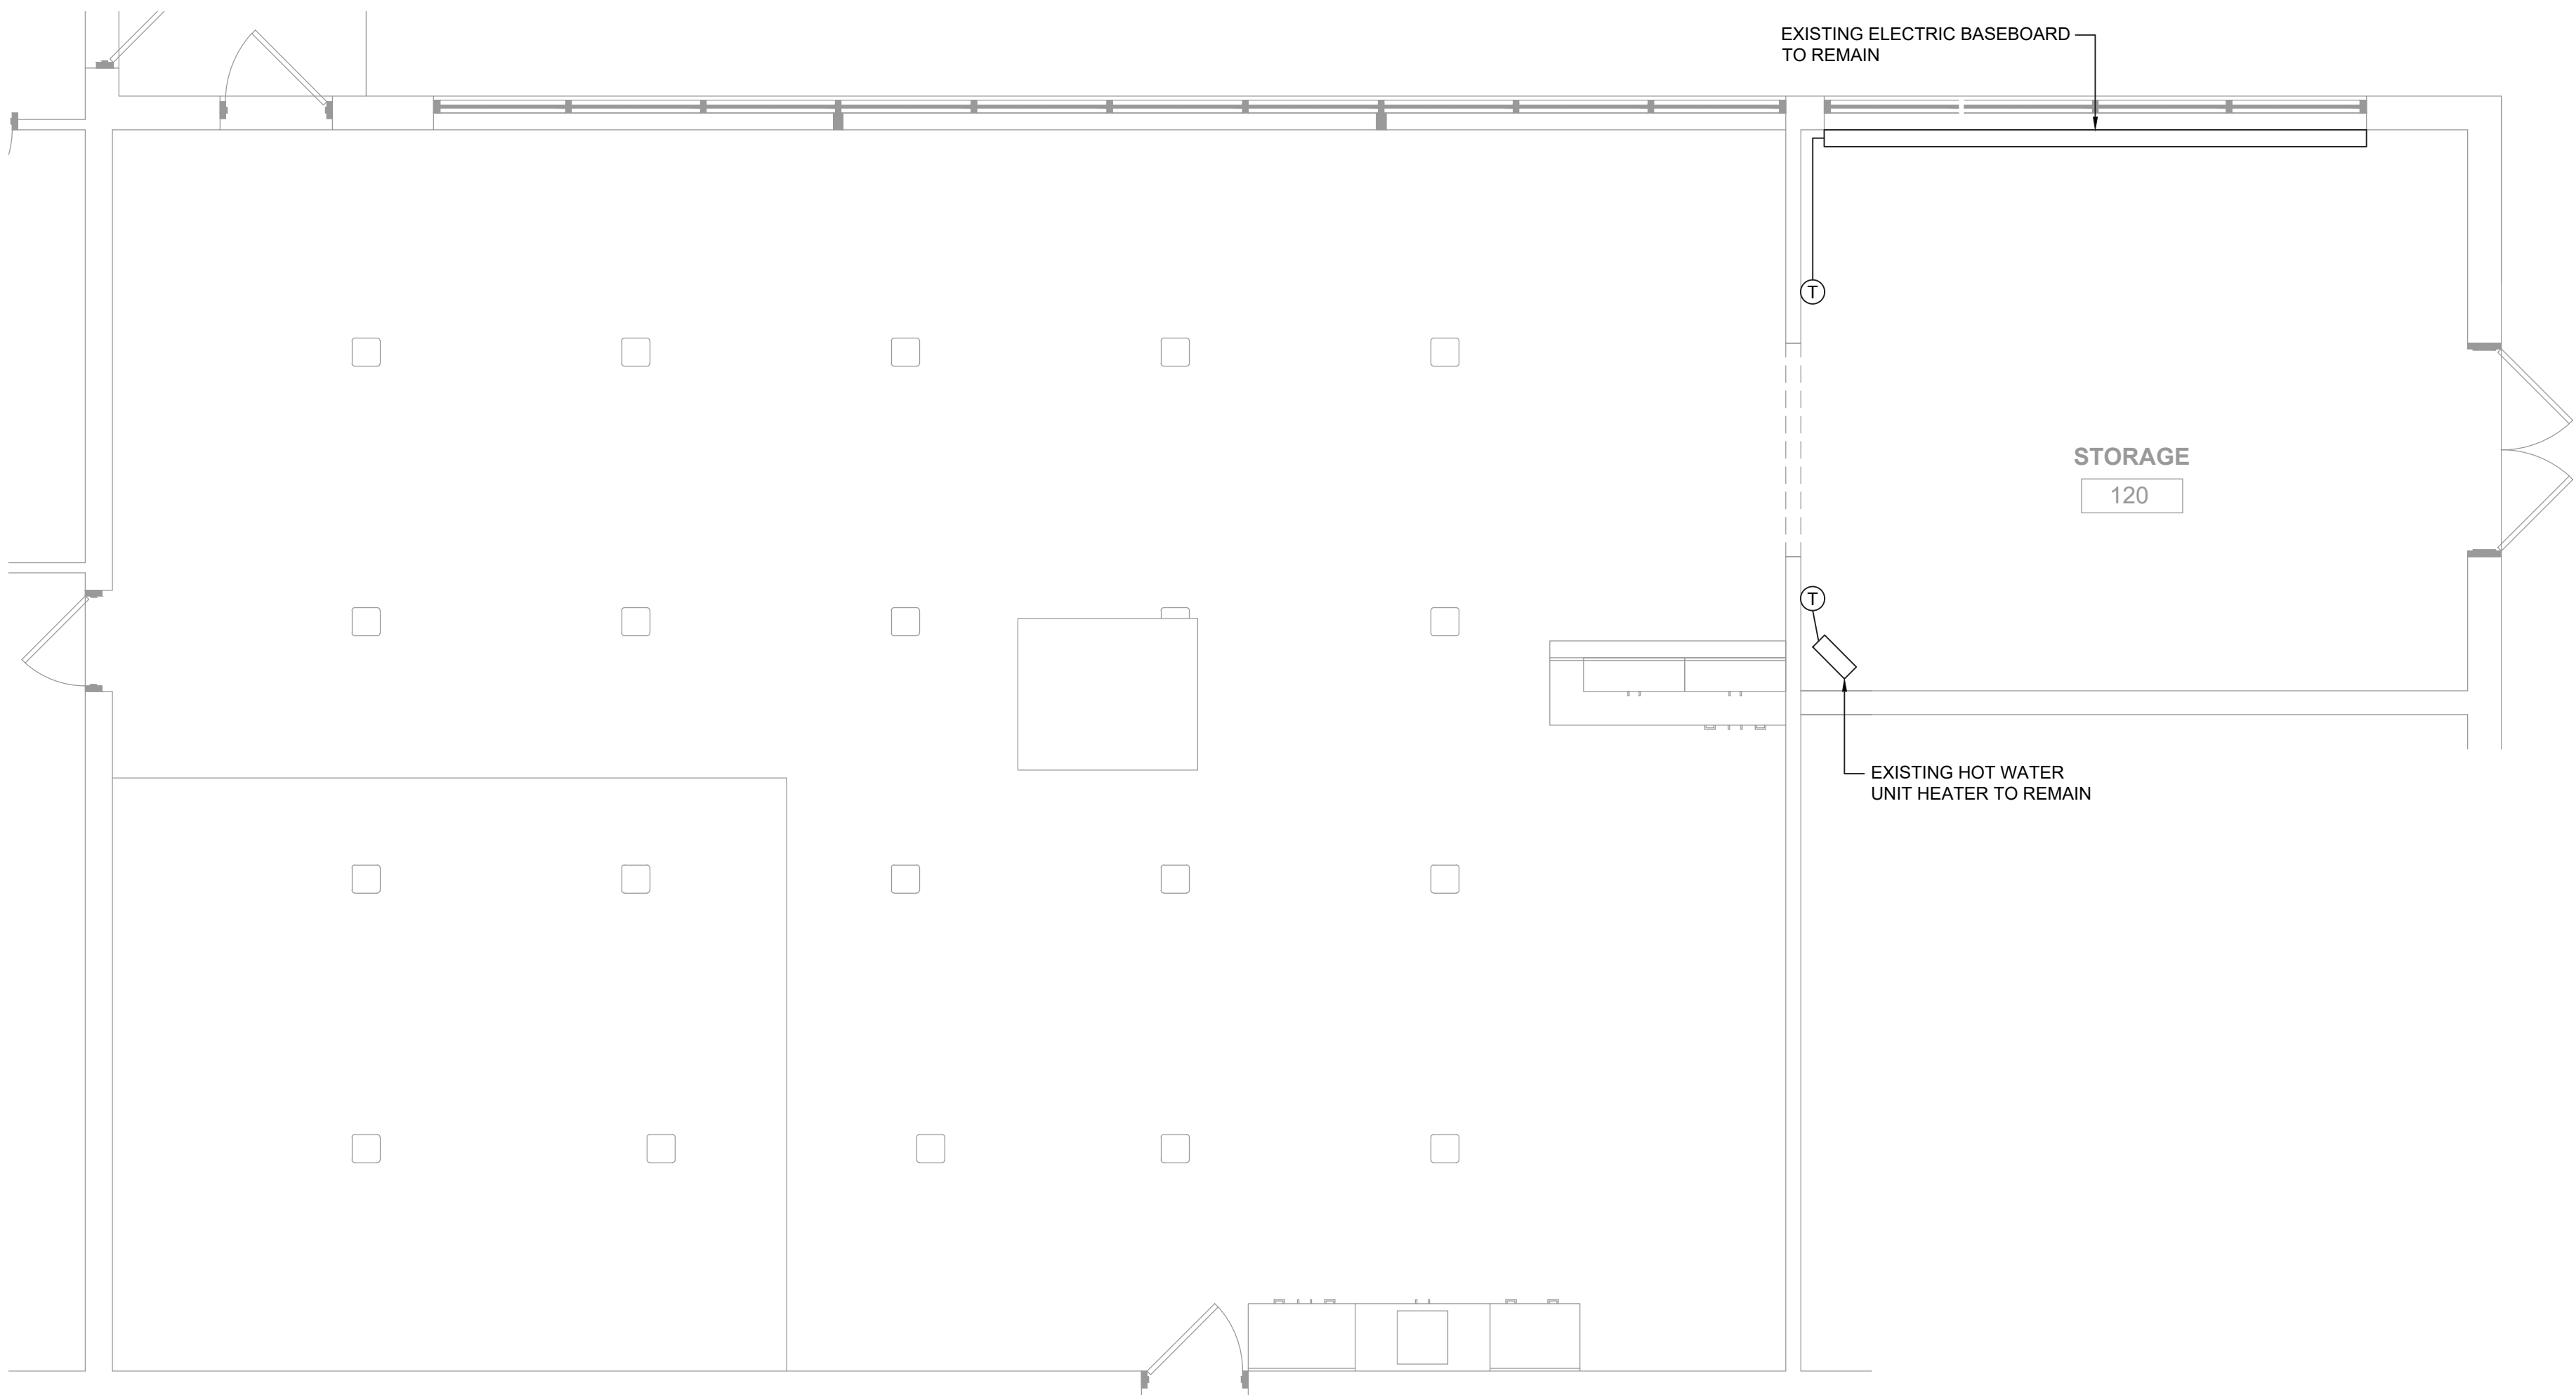 EXISTING ELECTRIC BASEBOARD
TO REMAIN
T
STORAGE
120
T
EXISTING HOT WATER
UNIT HEATER TO REMAIN